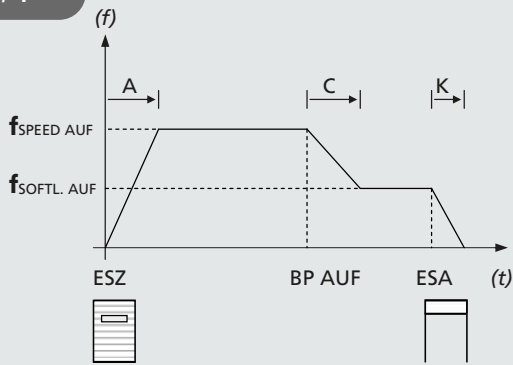 (f)
A
C
K
fSPEED AUF
fSOFTL. AUF
ESZ
BP AUF
ESA
(t)